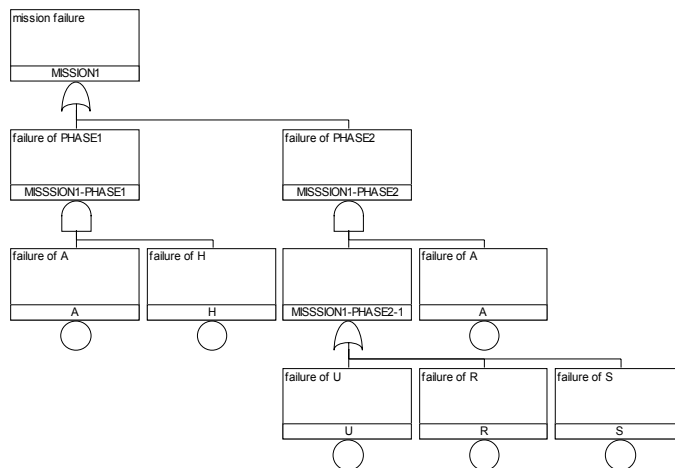 mission failure
MISSION1
failure of PHASE1
failure of PHASE2
MISSSION1-PHASE1
MISSSION1-PHASE2
failure of A
failure of H
failure of A
A
H
MISSSION1-PHASE2-1
A
failure of U
failure of R
failure of S
U
R
S